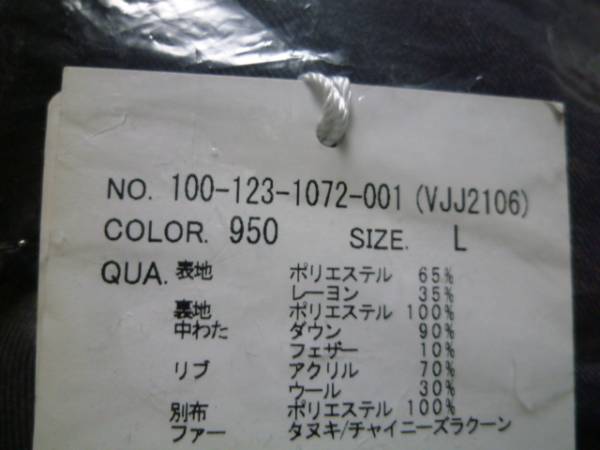 NO. 100-123-1072-001 (VJJ2106)
COLOR. 950 SIZE. L
QUA. 表地 ポリエステル 65%
レーヨン 35%
裏地 ポリエステル 100%
中わた ダウン 90%
フェザー 10%
リブ アクリル 70%
ウール 30%
別布 ポリエステル 100%
ファー タヌキ/チャイニーズラクーン